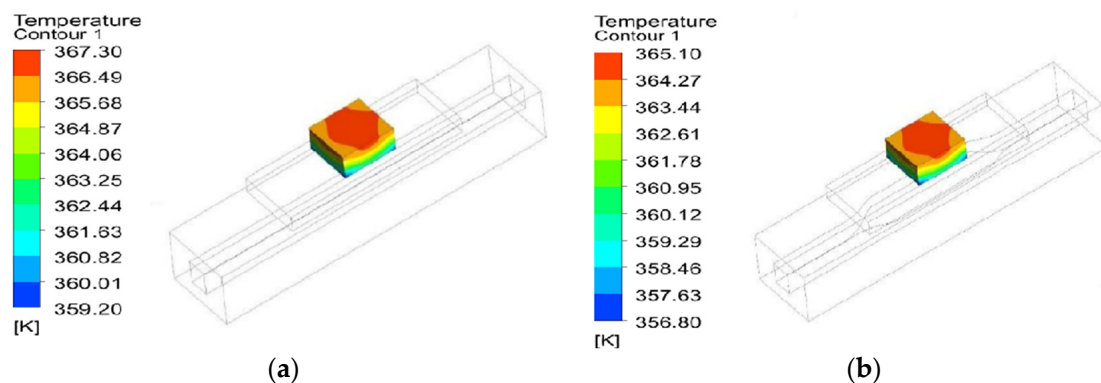 Temperature
Contour 1
367.30
366.49
365.68
364.87
364.06
363.25
362.44
361.63
360.82
360.01
359.20
[K]
(a)
Temperature
Contour 1
365.10
364.27
363.44
362.61
361.78
360.95
360.12
359.29
358.46
357.63
356.80
[K]
(b)